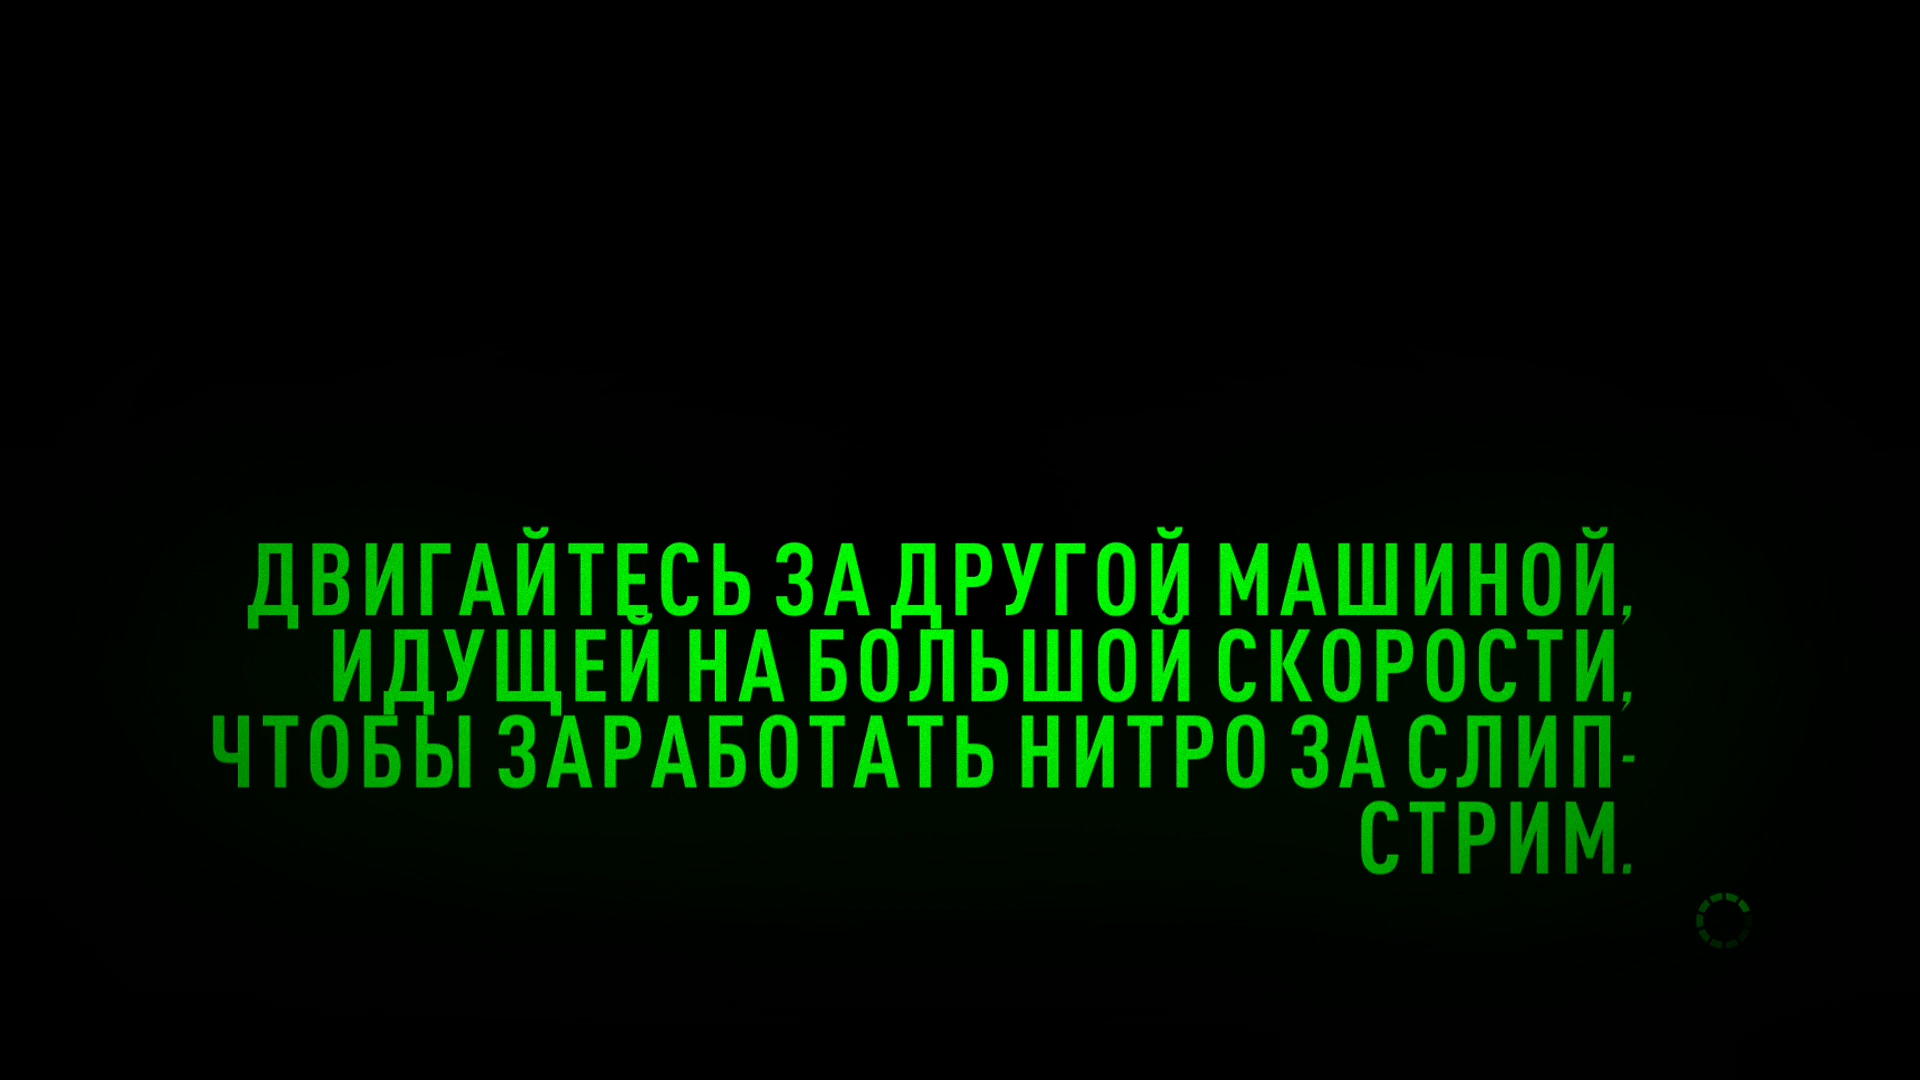 ДВИГАЙТЕСЬ ЗА ДРУГОЙ МАШИНОЙ,
ИДУЩЕЙ НА БОЛЬШОЙ СКОРОСТИ,
ЧТОБЫ ЗАРАБОТАТЬ НИТРО ЗА СЛИП-
СТРИМ.